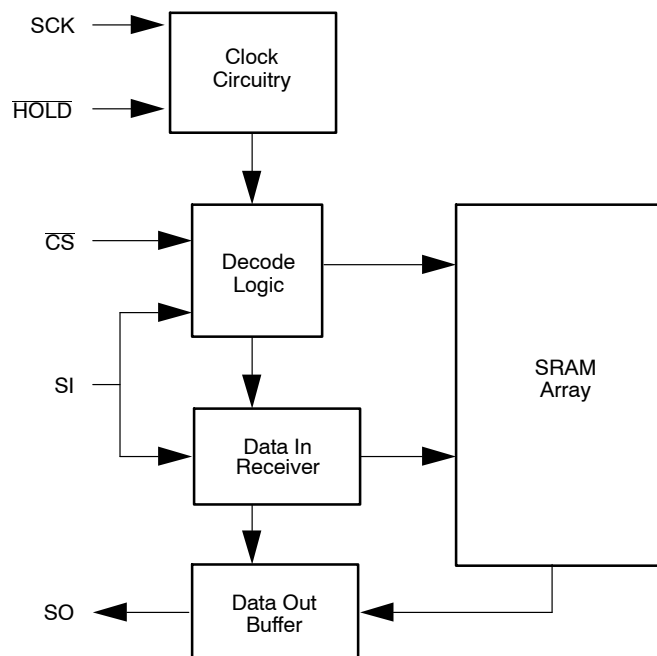 SCK
Clock
Circuitry
HOLD
CS
Decode
Logic
SI
SRAM
Array
Data In
Receiver
SO
Data Out
Buffer